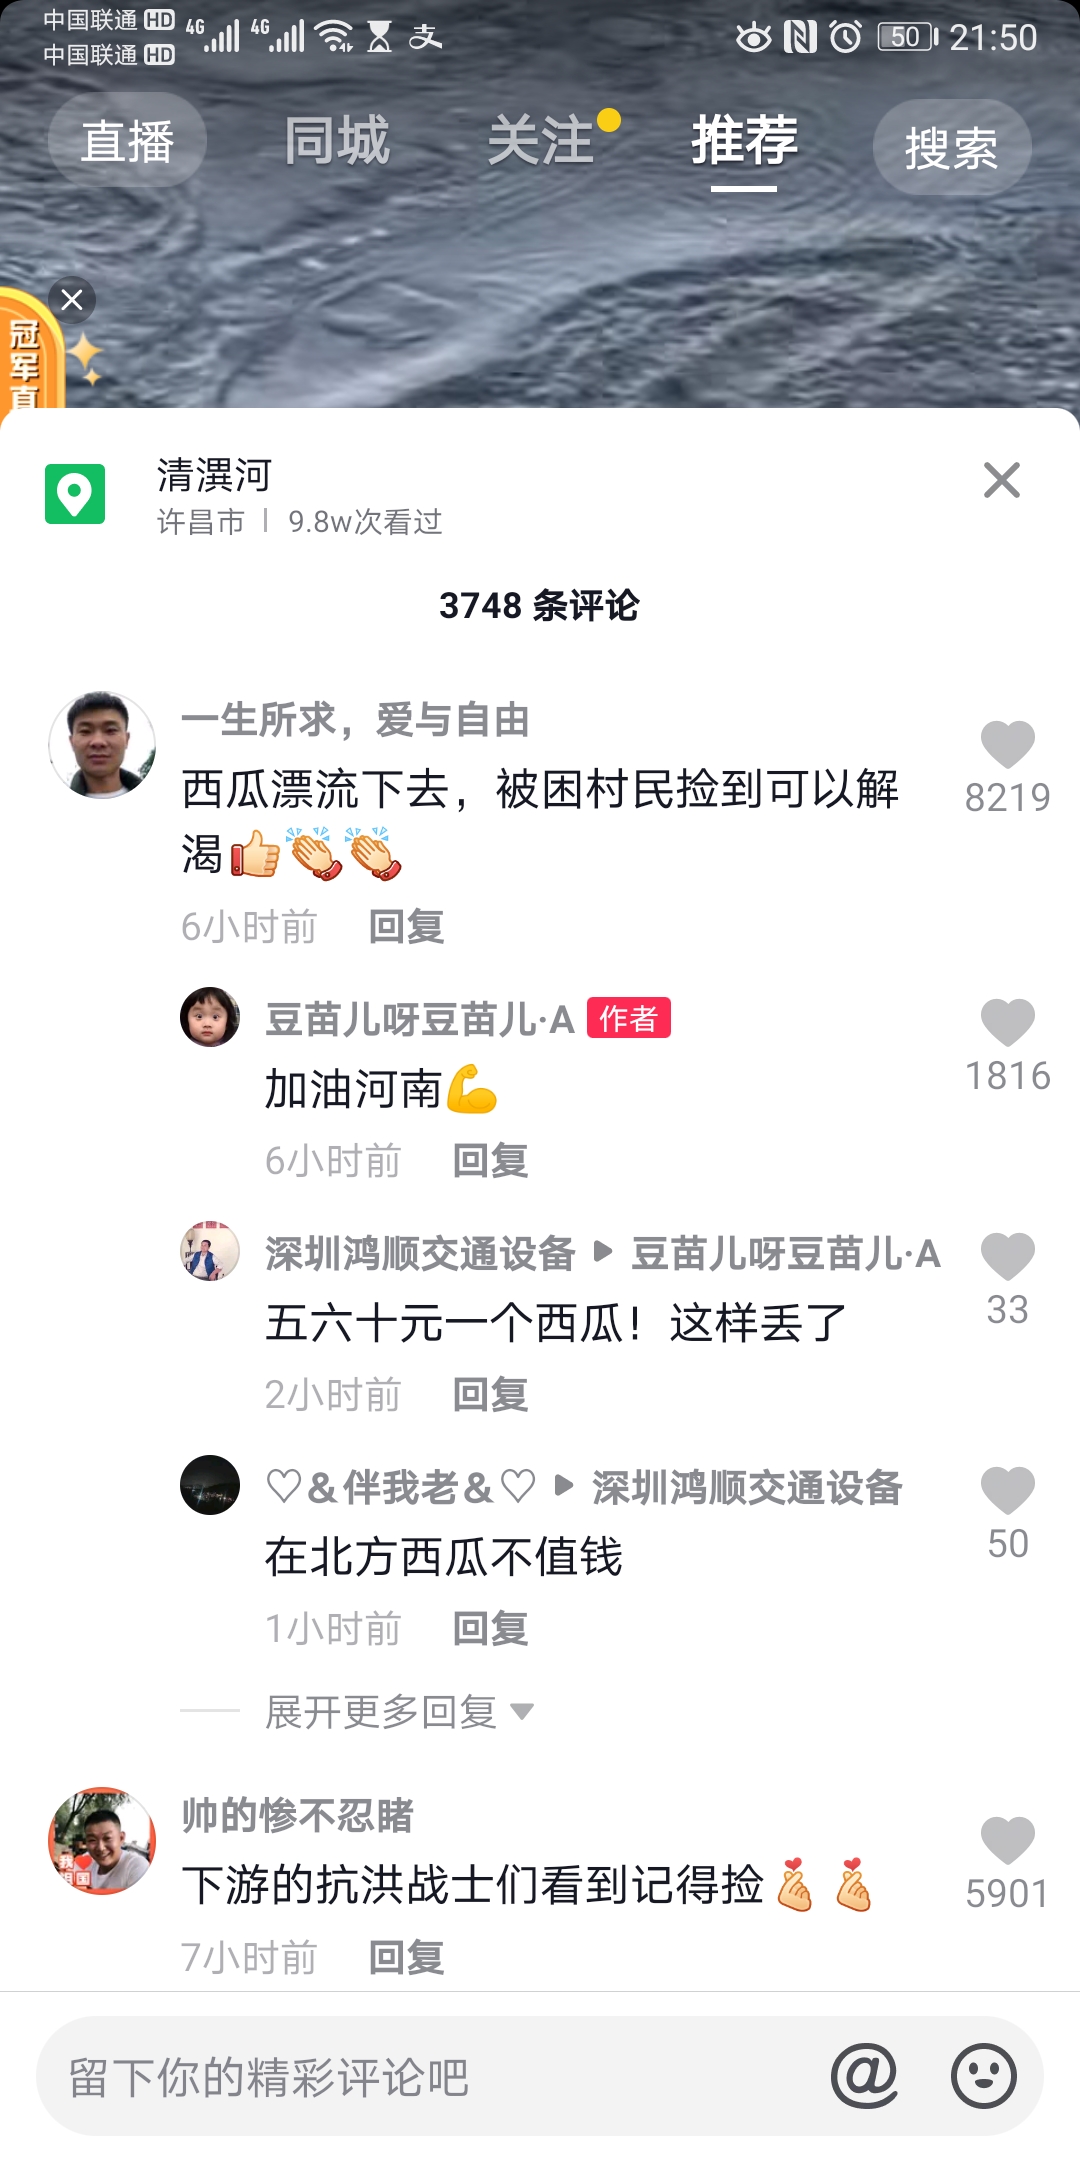 中国联通 HD 4G 4G 50 21:50
中国联通 HD
直播 同城 关注 推荐 搜索
冠军直
清潩河
许昌市 | 9.8w次看过
3748 条评论
一生所求，爱与自由
西瓜漂流下去，被困村民捡到可以解
渴👍👏👏
8219
6小时前 回复
豆苗儿呀豆苗儿·A 作者
加油河南💪
1816
6小时前 回复
深圳鸿顺交通设备 ▶ 豆苗儿呀豆苗儿·A
五六十元一个西瓜！这样丢了
33
2小时前 回复
♡&伴我老&♡ ▶ 深圳鸿顺交通设备
在北方西瓜不值钱
50
1小时前 回复
展开更多回复
帅的惨不忍睹
下游的抗洪战士们看到记得捡
5901
7小时前 回复
留下你的精彩评论吧 @